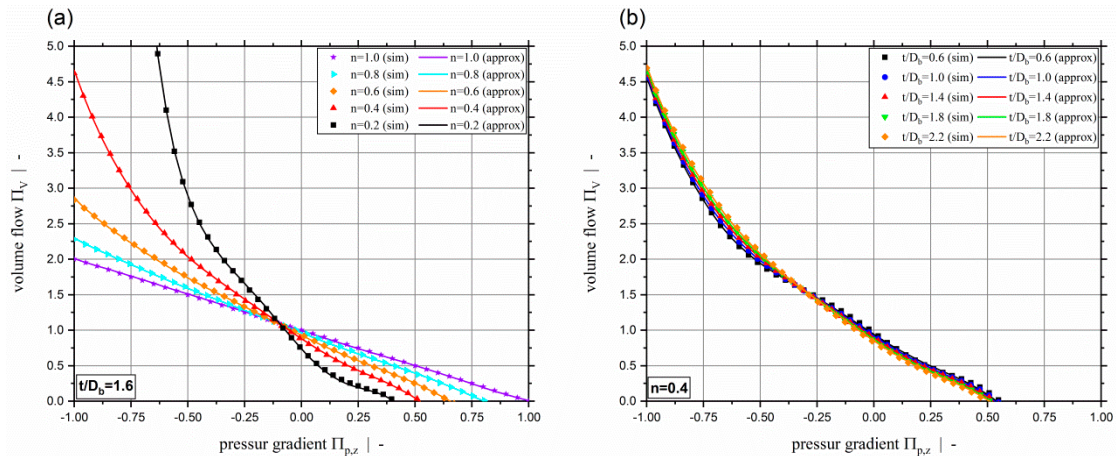 (a)
5.0
4.5
4.0
3.5
3.0
2.5
2.0
1.5
1.0
0.5
0.0
volume flow Π_V | -
n=1.0 (sim) n=1.0 (approx)
n=0.8 (sim) n=0.8 (approx)
n=0.6 (sim) n=0.6 (approx)
n=0.4 (sim) n=0.4 (approx)
n=0.2 (sim) n=0.2 (approx)
t/D_b=1.6
-1.00 -0.75 -0.50 -0.25 0.00 0.25 0.50 0.75 1.00
pressur gradient Π_p,z | -
(b)
5.0
4.5
4.0
3.5
3.0
2.5
2.0
1.5
1.0
0.5
0.0
volume flow Π_V | -
t/D_b=0.6 (sim) t/D_b=0.6 (approx)
t/D_b=1.0 (sim) t/D_b=1.0 (approx)
t/D_b=1.4 (sim) t/D_b=1.4 (approx)
t/D_b=1.8 (sim) t/D_b=1.8 (approx)
t/D_b=2.2 (sim) t/D_b=2.2 (approx)
n=0.4
-1.00 -0.75 -0.50 -0.25 0.00 0.25 0.50 0.75 1.00
pressur gradient Π_p,z | -